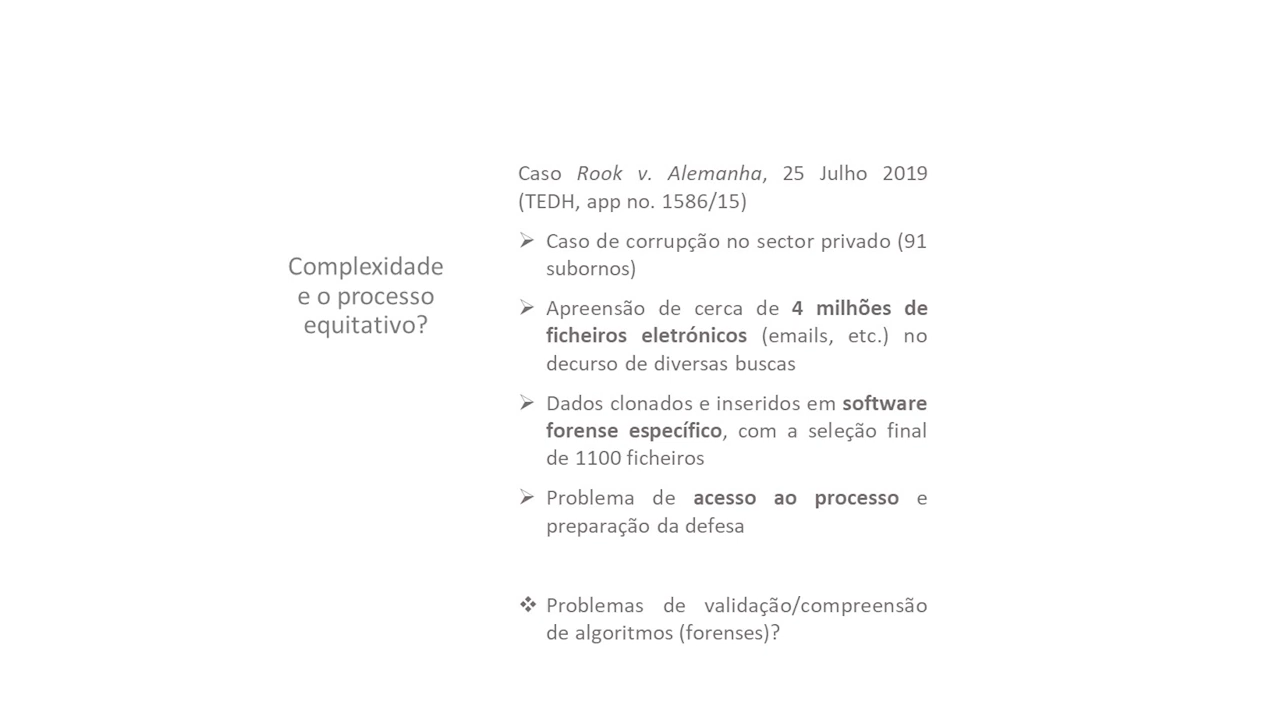 Complexidade
e o processo
equitativo?
Caso Rook v. Alemanha, 25 Julho 2019
(TEDH, app no. 1586/15)
➢ Caso de corrupção no sector privado (91
subornos)
➢ Apreensão de cerca de 4 milhões de
ficheiros eletrónicos (emails, etc.) no
decurso de diversas buscas
➢ Dados clonados e inseridos em software
forense específico, com a seleção final
de 1100 ficheiros
➢ Problema de acesso ao processo e
preparação da defesa
❖ Problemas de validação/compreensão
de algoritmos (forenses)?